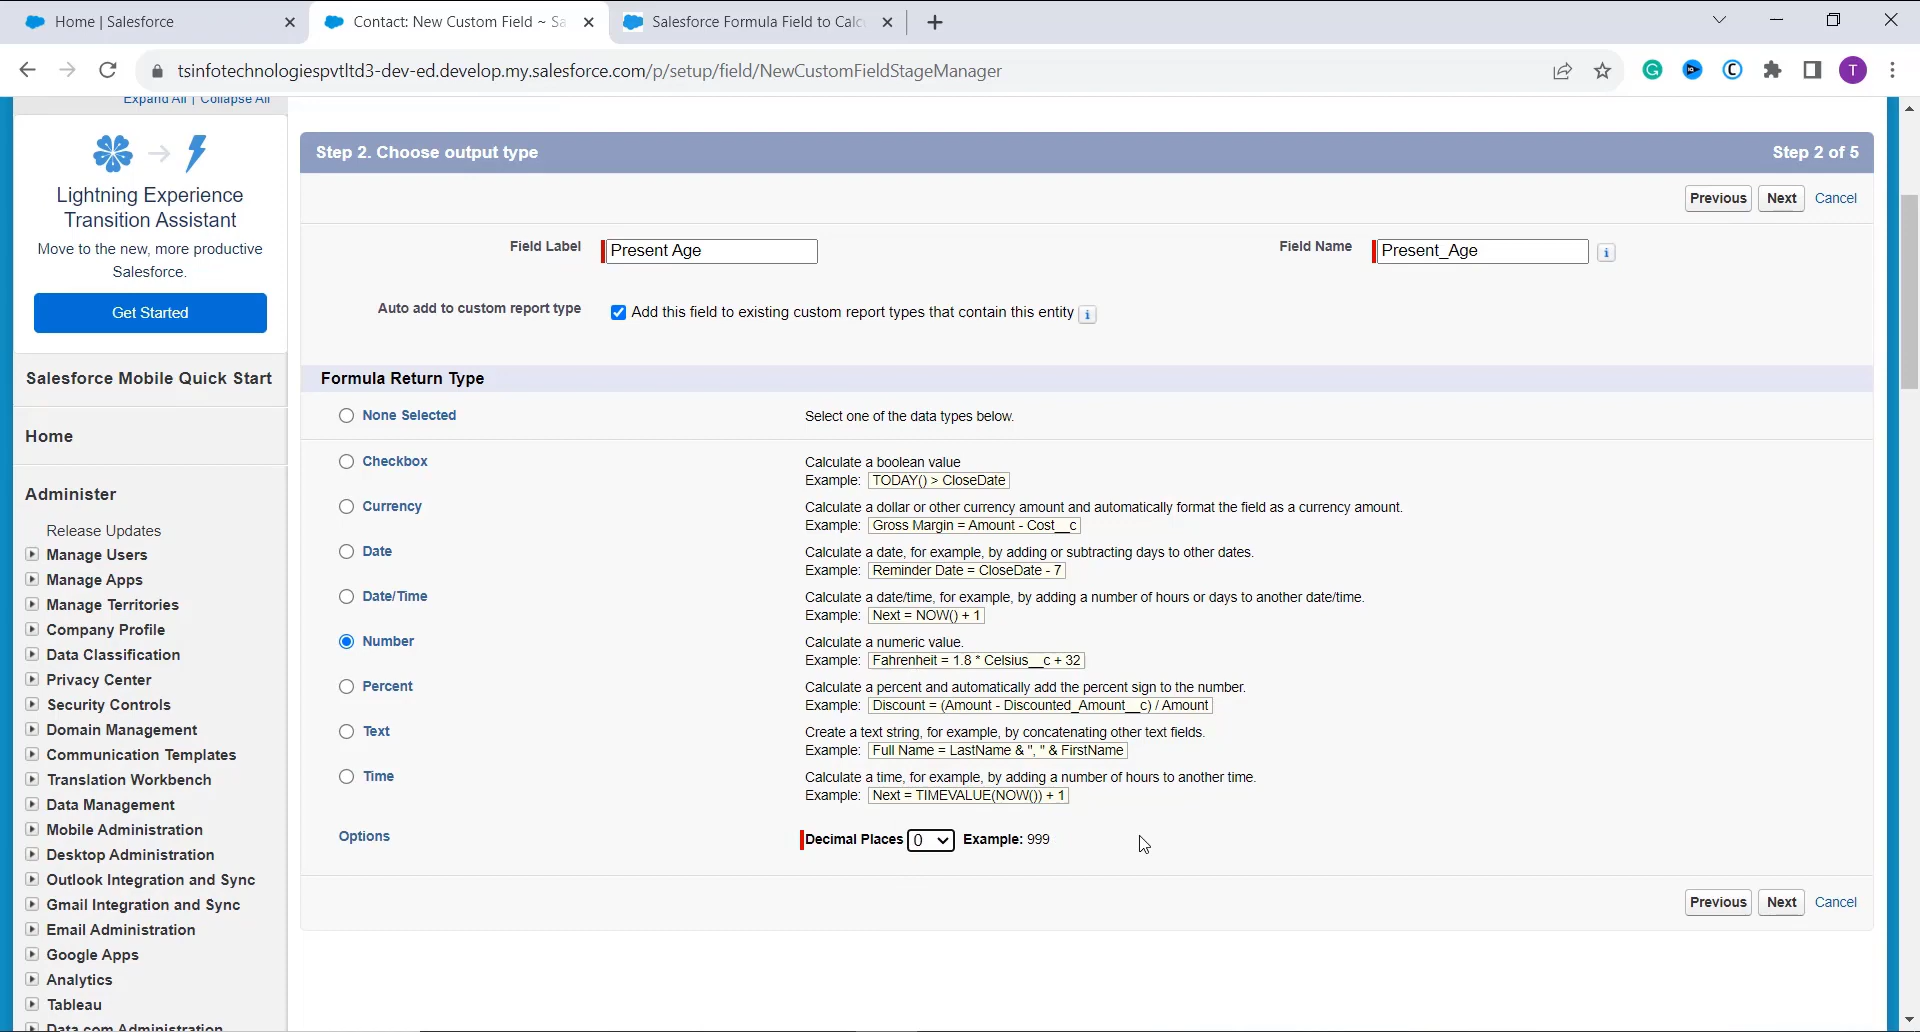 Home | Salesforce
Contact: New Custom Field ~ Sa
Salesforce Formula Field to Calc
tsinfotechnologiespvtltd3-dev-ed.develop.my.salesforce.com/p/setup/field/NewCustomFieldStageManager
T
Expand All | Collapse All
Lightning Experience
Transition Assistant
Move to the new, more productive
Salesforce.
Get Started
Salesforce Mobile Quick Start
Home
Administer
Release Updates
Manage Users
Manage Apps
Manage Territories
Company Profile
Data Classification
Privacy Center
Security Controls
Domain Management
Communication Templates
Translation Workbench
Data Management
Mobile Administration
Desktop Administration
Outlook Integration and Sync
Gmail Integration and Sync
Email Administration
Google Apps
Analytics
Tableau
Data.com Administration
Step 2. Choose output type Step 2 of 5
Previous Next Cancel
Field Label Present Age Field Name Present_Age
Auto add to custom report type Add this field to existing custom report types that contain this entity
Formula Return Type
None Selected Select one of the data types below.
Checkbox Calculate a boolean value
Example: TODAY() > CloseDate
Currency Calculate a dollar or other currency amount and automatically format the field as a currency amount.
Example: Gross Margin = Amount - Cost__c
Date Calculate a date, for example, by adding or subtracting days to other dates.
Example: Reminder Date = CloseDate - 7
Date/Time Calculate a date/time, for example, by adding a number of hours or days to another date/time.
Example: Next = NOW() + 1
Number Calculate a numeric value.
Example: Fahrenheit = 1.8 * Celsius__c + 32
Percent Calculate a percent and automatically add the percent sign to the number.
Example: Discount = (Amount - Discounted_Amount__c) / Amount
Text Create a text string, for example, by concatenating other text fields.
Example: Full Name = LastName & ", " & FirstName
Time Calculate a time, for example, by adding a number of hours to another time.
Example: Next = TIMEVALUE(NOW()) + 1
Options Decimal Places 0 Example: 999
Previous Next Cancel